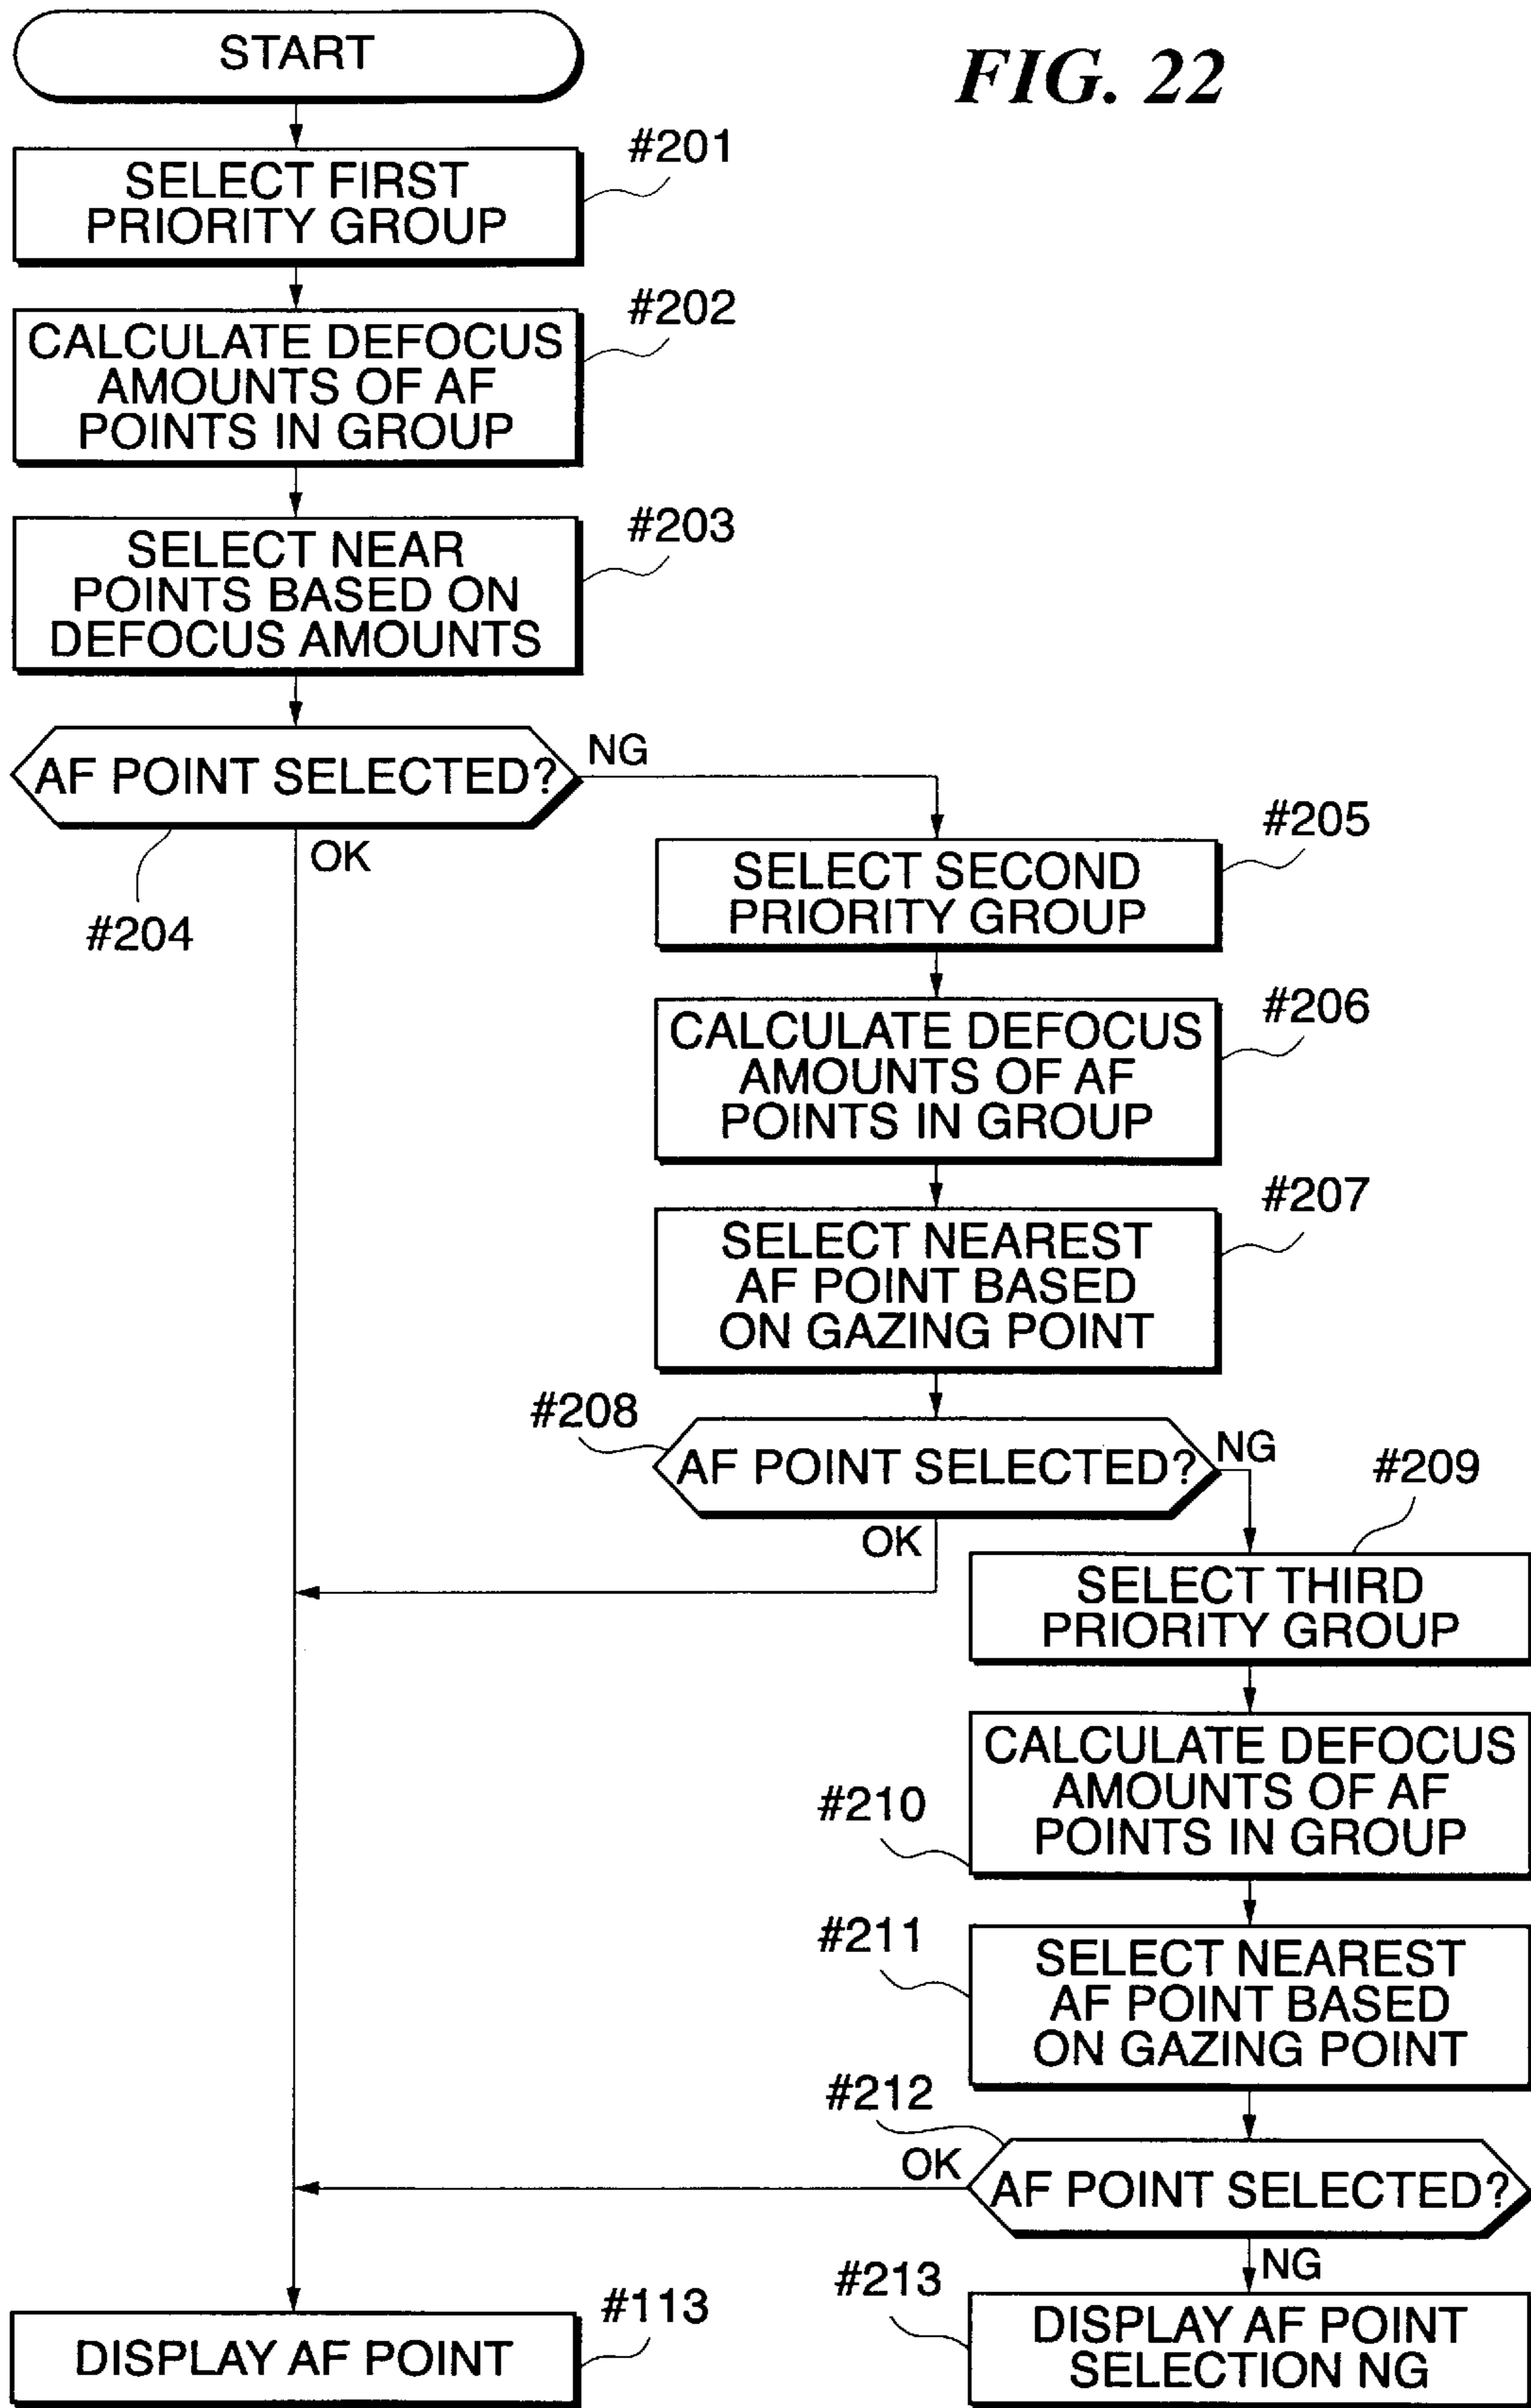 START
FIG. 22
#201
SELECT FIRST
PRIORITY GROUP
#202
CALCULATE DEFOCUS
AMOUNTS OF AF
POINTS IN GROUP
#203
SELECT NEAR
POINTS BASED ON
DEFOCUS AMOUNTS
AF POINT SELECTED?
NG
OK
#204
#205
SELECT SECOND
PRIORITY GROUP
#206
CALCULATE DEFOCUS
AMOUNTS OF AF
POINTS IN GROUP
#207
SELECT NEAREST
AF POINT BASED
ON GAZING POINT
#208
AF POINT SELECTED?
NG
OK
#209
SELECT THIRD
PRIORITY GROUP
#210
CALCULATE DEFOCUS
AMOUNTS OF AF
POINTS IN GROUP
#211
SELECT NEAREST
AF POINT BASED
ON GAZING POINT
#212
OK
AF POINT SELECTED?
NG
#213
DISPLAY AF POINT
SELECTION NG
#113
DISPLAY AF POINT